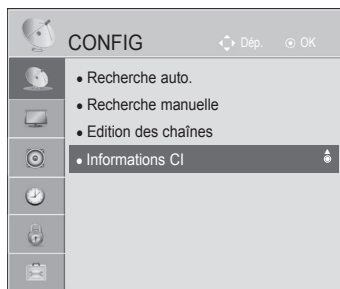 CONFIG Dép. OK
• Recherche auto.
• Recherche manuelle
• Edition des chaînes
• Informations CI